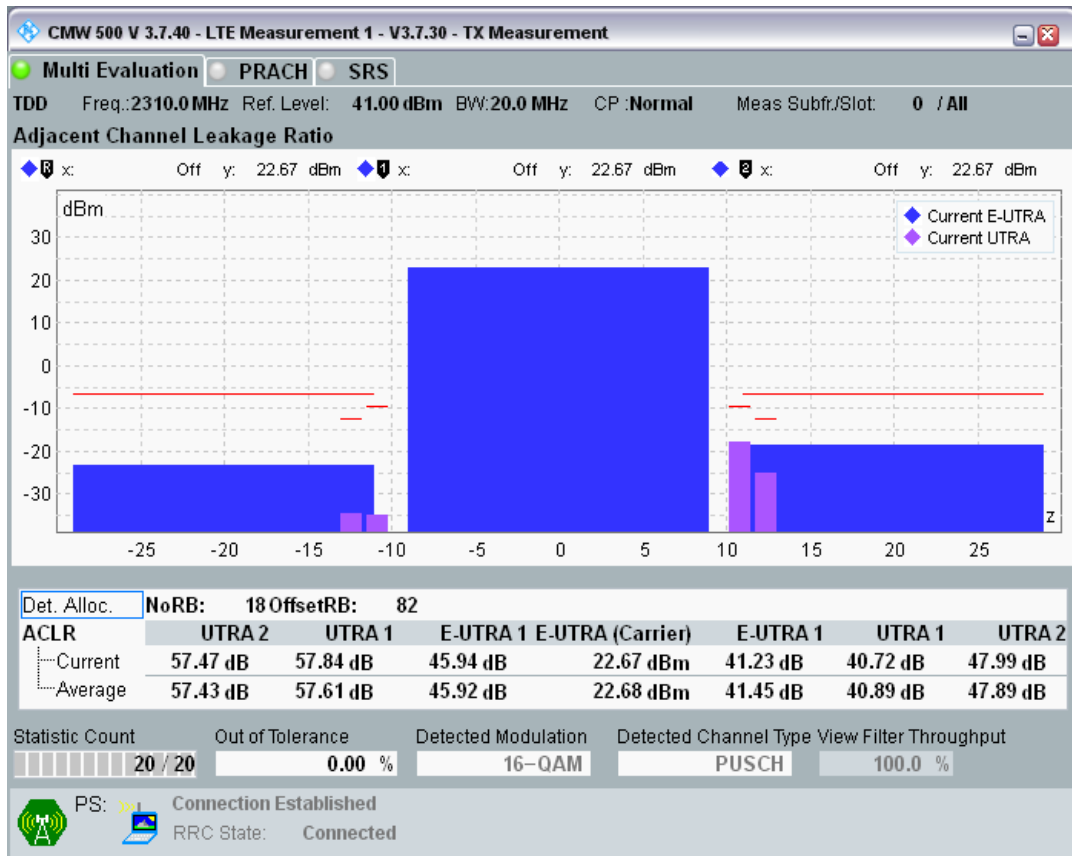 CMW 500 V 3.7.40 - LTE Measurement 1 - V3.7.30 - TX Measurement
Multi Evaluation PRACH SRS
TDD Freq.:2310.0 MHz Ref. Level: 41.00 dBm BW:20.0 MHz CP :Normal Meas Subfr./Slot: 0 / All
Adjacent Channel Leakage Ratio
R x: Off y: 22.67 dBm 1 x: Off y: 22.67 dBm 2 x: Off y: 22.67 dBm
dBm
Current E-UTRA
Current UTRA
30
20
10
0
-10
-20
-30
z
-25 -20 -15 -10 -5 0 5 10 15 20 25
Det. Alloc. NoRB: 18 OffsetRB: 82
ACLR UTRA 2 UTRA 1 E-UTRA 1 E-UTRA (Carrier) E-UTRA 1 UTRA 1 UTRA 2
Current 57.47 dB 57.84 dB 45.94 dB 22.67 dBm 41.23 dB 40.72 dB 47.99 dB
Average 57.43 dB 57.61 dB 45.92 dB 22.68 dBm 41.45 dB 40.89 dB 47.89 dB
Statistic Count Out of Tolerance Detected Modulation Detected Channel Type View Filter Throughput
20 / 20 0.00 % 16-QAM PUSCH 100.0 %
PS: Connection Established
RRC State: Connected